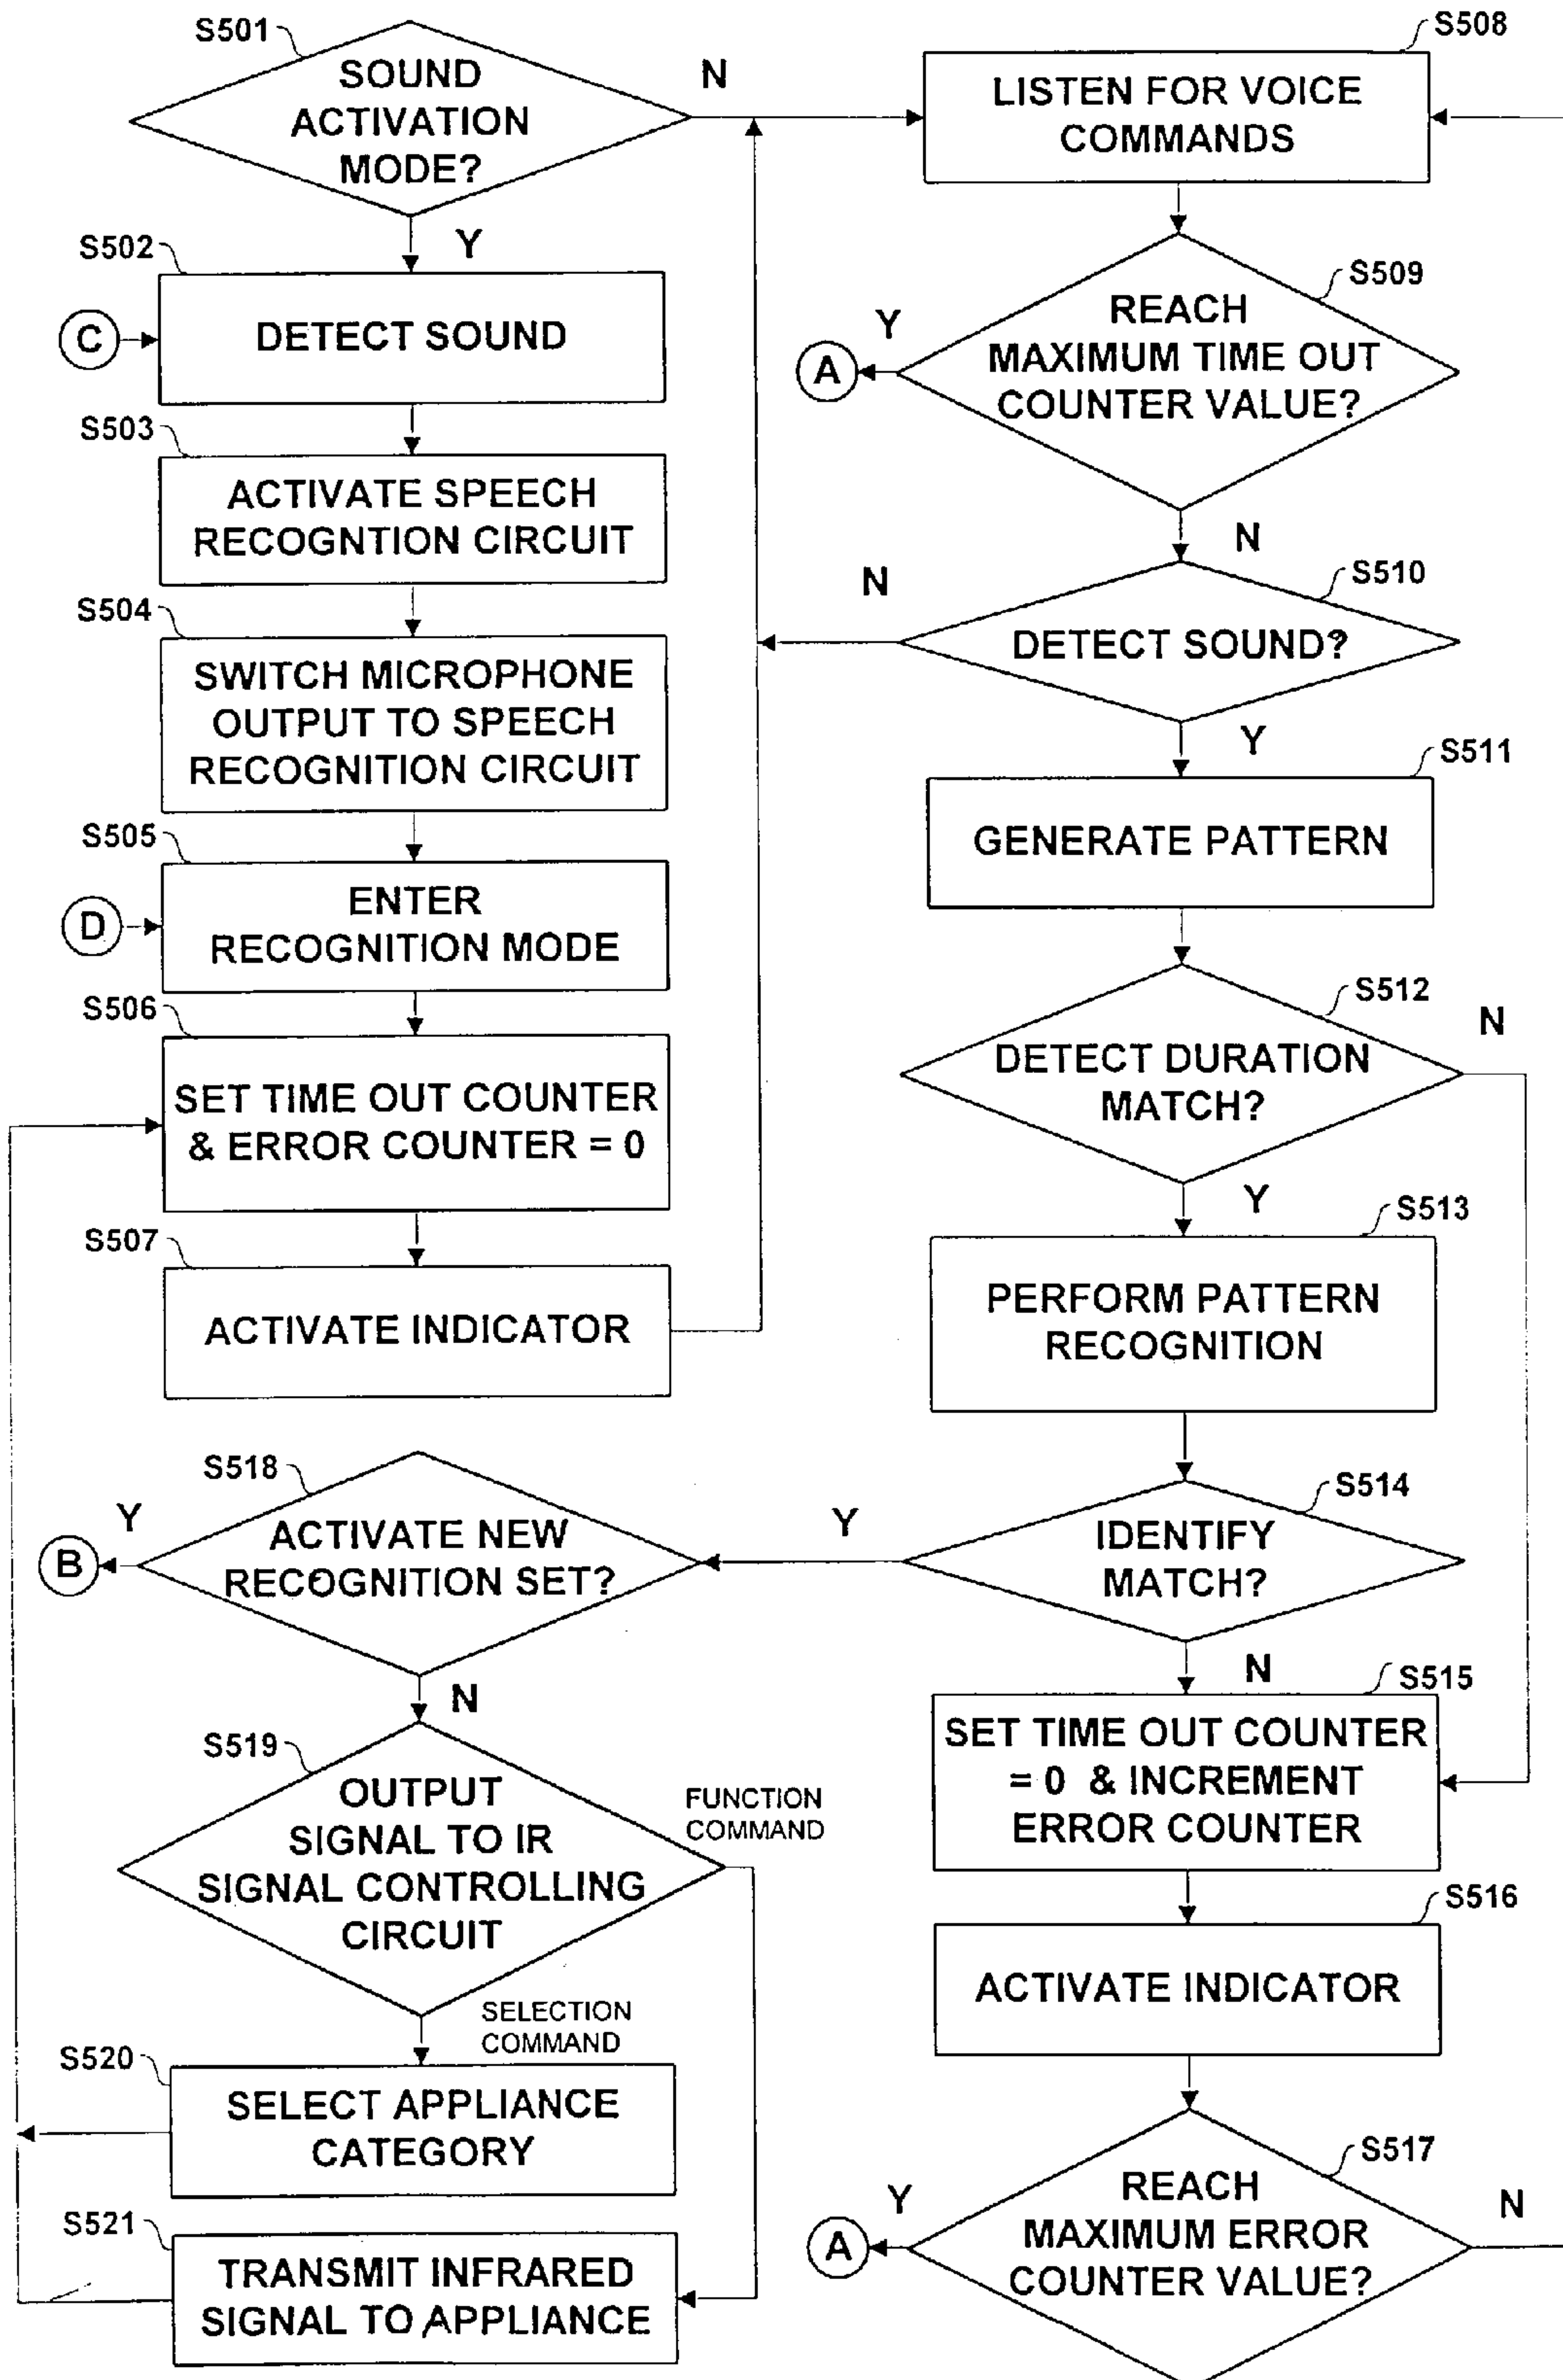 S501
SOUND
ACTIVATION
MODE?
N
Y
S502
C
DETECT SOUND
S503
ACTIVATE SPEECH
RECOGNTION CIRCUIT
S504
SWITCH MICROPHONE
OUTPUT TO SPEECH
RECOGNITION CIRCUIT
S505
D
ENTER
RECOGNITION MODE
S506
SET TIME OUT COUNTER
& ERROR COUNTER = 0
S507
ACTIVATE INDICATOR
S508
LISTEN FOR VOICE
COMMANDS
S509
REACH
MAXIMUM TIME OUT
COUNTER VALUE?
Y
A
N
S510
DETECT SOUND?
N
Y
S511
GENERATE PATTERN
S512
DETECT DURATION
MATCH?
N
Y
S513
PERFORM PATTERN
RECOGNITION
S514
IDENTIFY
MATCH?
Y
N
S515
SET TIME OUT COUNTER
= 0 & INCREMENT
ERROR COUNTER
S516
ACTIVATE INDICATOR
S517
REACH
MAXIMUM ERROR
COUNTER VALUE?
Y
A
N
S518
ACTIVATE NEW
RECOGNITION SET?
Y
B
N
S519
OUTPUT
SIGNAL TO IR
SIGNAL CONTROLLING
CIRCUIT
FUNCTION
COMMAND
SELECTION
COMMAND
S520
SELECT APPLIANCE
CATEGORY
S521
TRANSMIT INFRARED
SIGNAL TO APPLIANCE